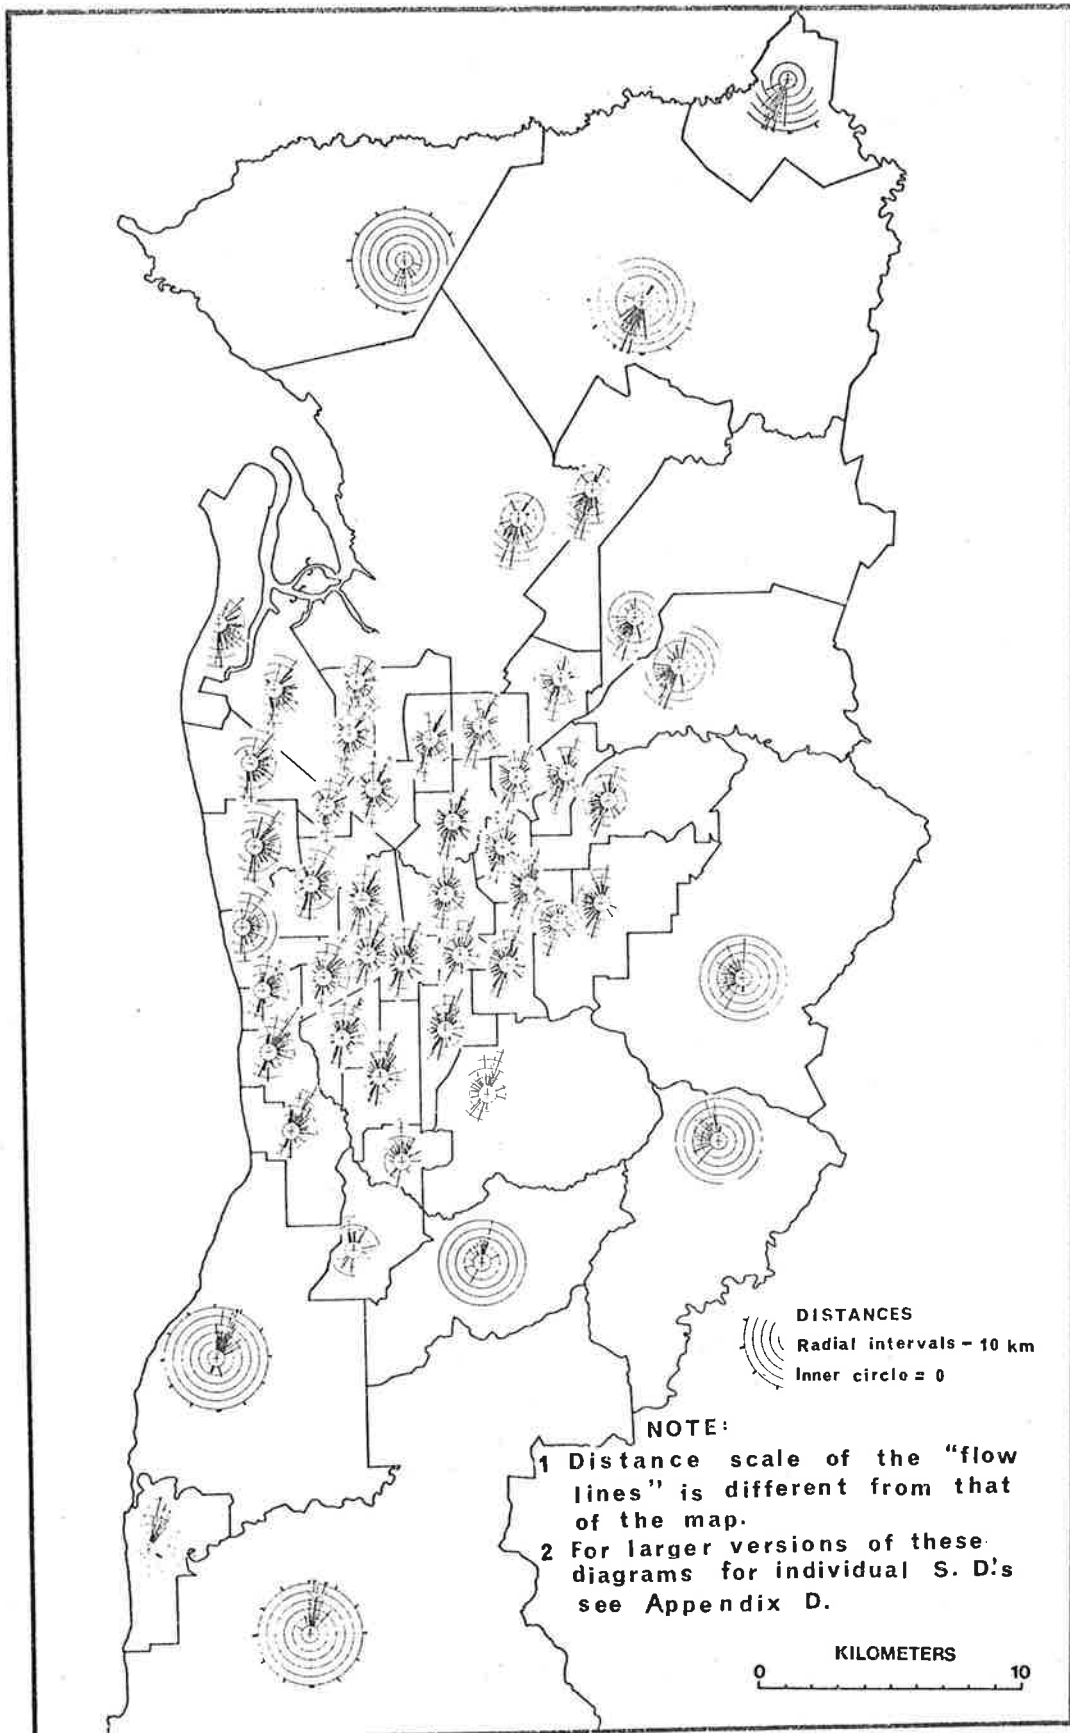 DISTANCES
Radial intervals - 10 km
Inner circle = 0
NOTE:
1 Distance scale of the "flow
lines" is different from that
of the map.
2 For larger versions of these
diagrams for individual S. D.'s
see Appendix D.
KILOMETERS
0 10